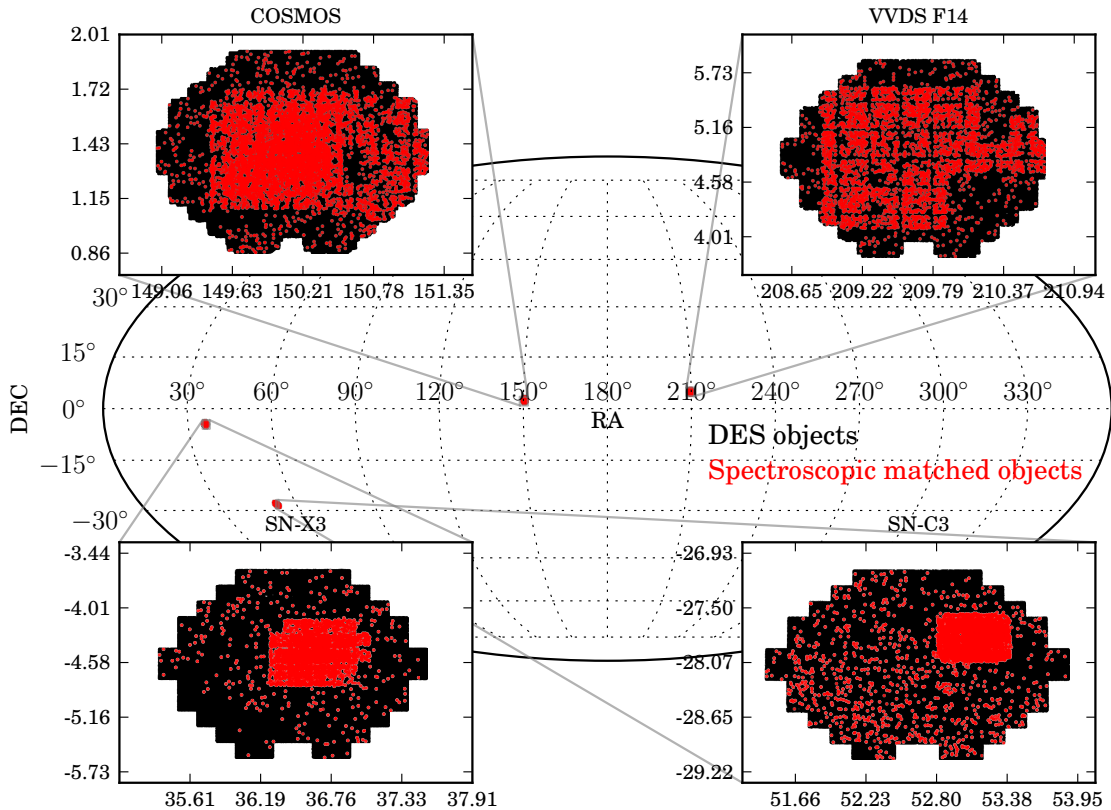 COSMOS
VVDS F14
2.01
1.72
1.43
1.15
0.86
149.06 149.63 150.21 150.78 151.35
5.73
5.16
4.58
4.01
208.65 209.22 209.79 210.37 210.94
30°
15°
0°
−15°
−30°
DEC
30° 60° 90° 120° 150° 180° 210° 240° 270° 300° 330°
RA
DES objects
Spectroscopic matched objects
SN-X3
SN-C3
-3.44
-4.01
-4.58
-5.16
-5.73
35.61 36.19 36.76 37.33 37.91
-26.93
-27.50
-28.07
-28.65
-29.22
51.66 52.23 52.80 53.38 53.95